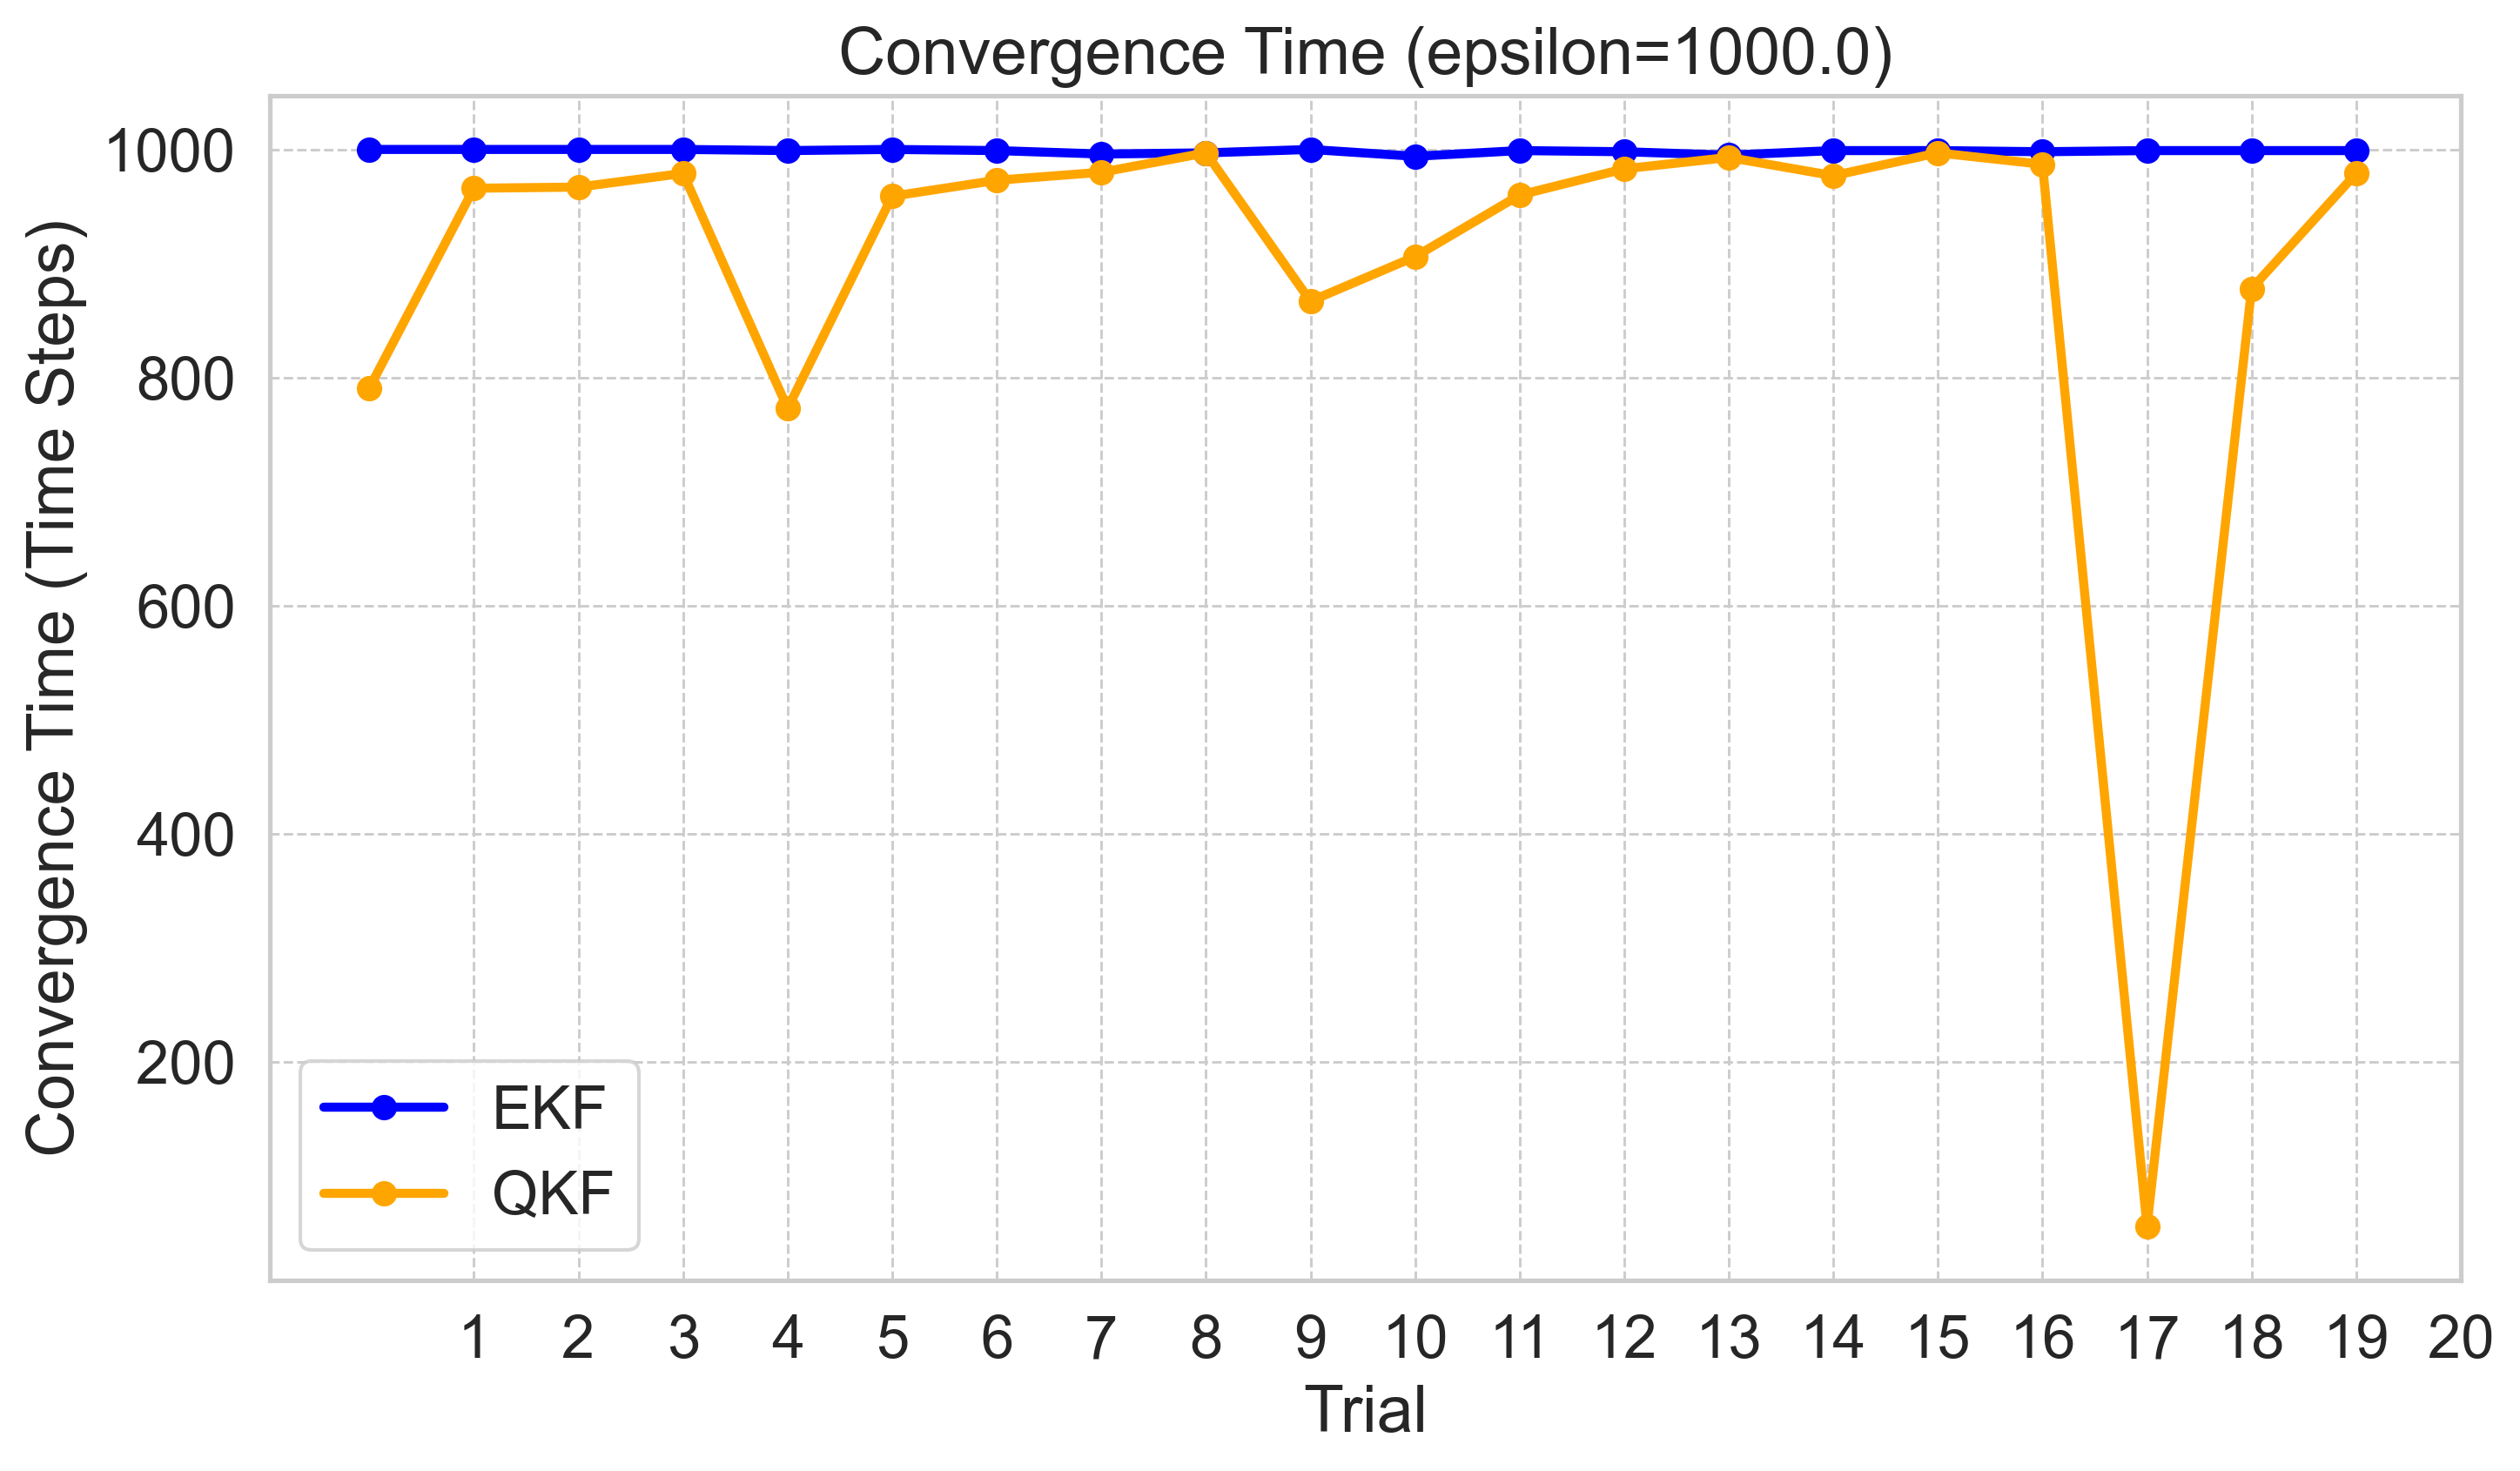 Convergence Time (epsilon=1000.0)
Convergence Time (Time Steps)
1000
800
600
400
200
EKF
QKF
1 2 3 4 5 6 7 8 9 10 11 12 13 14 15 16 17 18 19 20
Trial